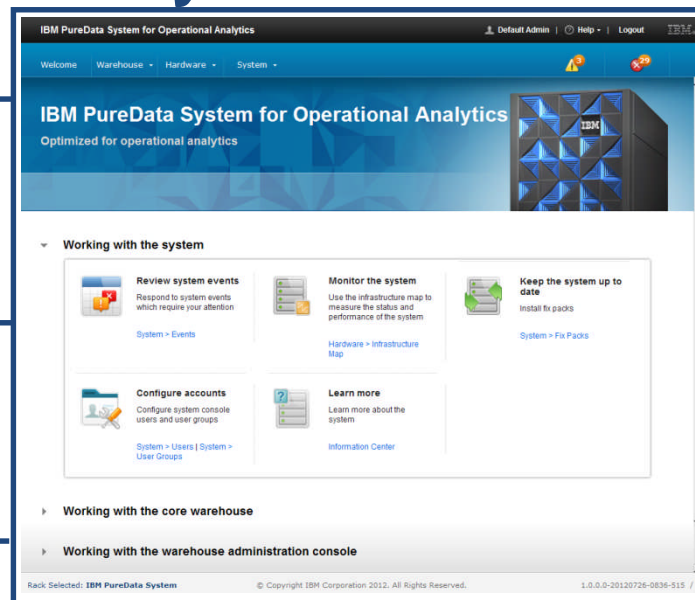 IBM PureData System for Operational Analytics
Default Admin | Help | Logout IBM
Welcome Warehouse Hardware System
3 29
IBM PureData System for Operational Analytics
Optimized for operational analytics
IBM
Working with the system
Review system events
Respond to system events
which require your attention
System > Events
Monitor the system
Use the infrastructure map to
measure the status and
performance of the system
Hardware > Infrastructure
Map
Keep the system up to
date
Install fix packs
System > Fix Packs
Configure accounts
Configure system console
users and user groups
System > Users | System >
User Groups
Learn more
Learn more about the
system
Information Center
Working with the core warehouse
Working with the warehouse administration console
Rack Selected: IBM PureData System © Copyright IBM Corporation 2012. All Rights Reserved. 1.0.0.0-20120726-0836-515 /